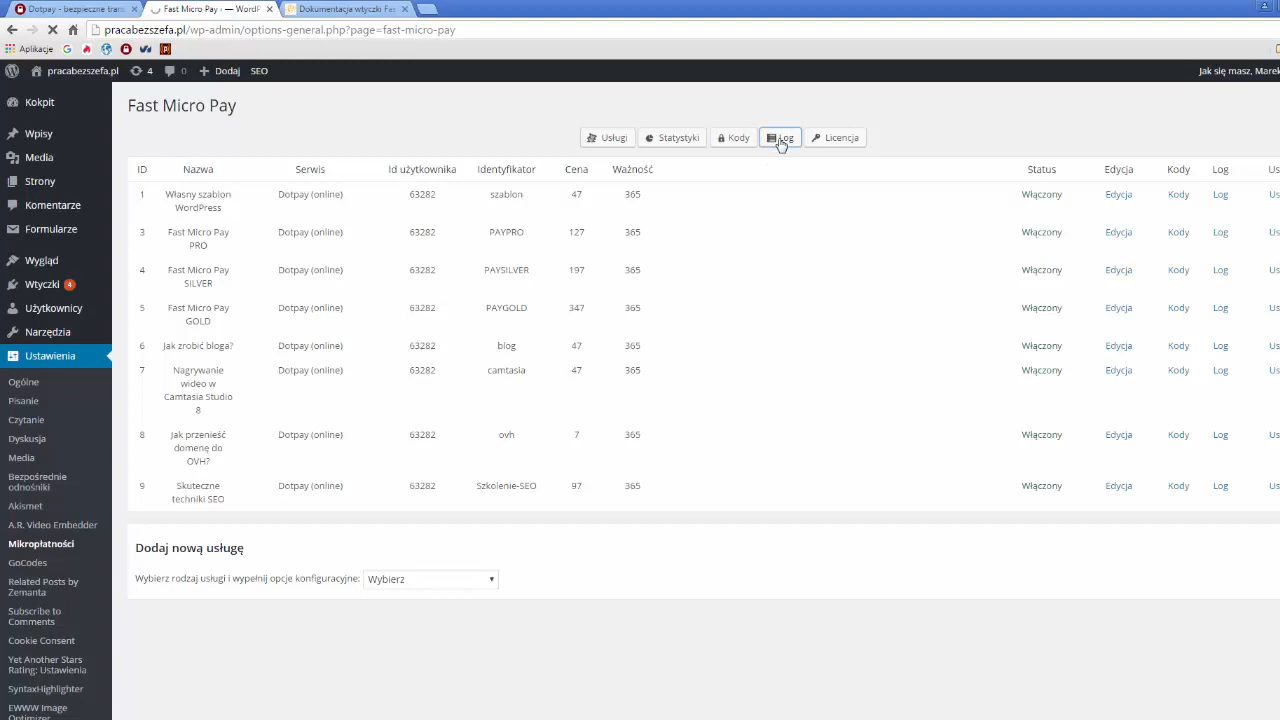 Dotpay - bezpieczne tran
Fast Micro Pay ‹ — WordP
Dokumentacja wtyczki Fas
pracabezszefa.pl/wp-admin/options-general.php?page=fast-micro-pay
Aplikacje
pracabezszefa.pl 4 0 Dodaj SEO
Jak się masz, Marek
Kokpit
Wpisy
Media
Strony
Komentarze
Formularze
Wygląd
Wtyczki 4
Użytkownicy
Narzędzia
Ustawienia
Ogólne
Pisanie
Czytanie
Dyskusja
Media
Bezpośrednie
odnośniki
Akismet
A.R. Video Embedder
Mikropłatności
GoCodes
Related Posts by
Zemanta
Subscribe to
Comments
Cookie Consent
Yet Another Stars
Rating: Ustawienia
SyntaxHighlighter
EWWW Image
Optimizer
Fast Micro Pay
Usługi Statystyki Kody Log Licencja
ID Nazwa Serwis Id użytkownika Identyfikator Cena Ważność Status Edycja Kody Log Us
1 Własny szablon Dotpay (online) 63282 szablon 47 365 Włączony Edycja Kody Log Us
WordPress
3 Fast Micro Pay Dotpay (online) 63282 PAYPRO 127 365 Włączony Edycja Kody Log Us
PRO
4 Fast Micro Pay Dotpay (online) 63282 PAYSILVER 197 365 Włączony Edycja Kody Log Us
SILVER
5 Fast Micro Pay Dotpay (online) 63282 PAYGOLD 347 365 Włączony Edycja Kody Log Us
GOLD
6 Jak zrobić bloga? Dotpay (online) 63282 blog 47 365 Włączony Edycja Kody Log Us
7 Nagrywanie Dotpay (online) 63282 camtasia 47 365 Włączony Edycja Kody Log Us
wideo w
Camtasia Studio
8
8 Jak przenieść Dotpay (online) 63282 ovh 7 365 Włączony Edycja Kody Log Us
domenę do
OVH?
9 Skuteczne Dotpay (online) 63282 Szkolenie-SEO 97 365 Włączony Edycja Kody Log Us
techniki SEO
Dodaj nową usługę
Wybierz rodzaj usługi i wypełnij opcje konfiguracyjne: Wybierz